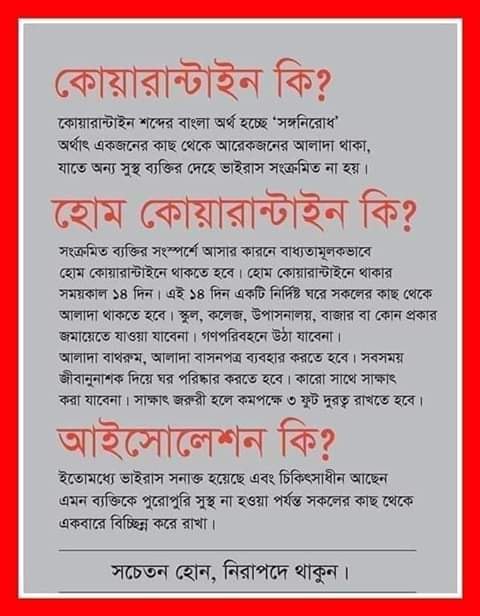 কোয়ারান্টাইন কি?
কোয়ারান্টাইন শব্দের বাংলা অর্থ হচ্ছে ‘সঙ্গনিরোধ’
অর্থাৎ একজনের কাছ থেকে আরেকজনের আলাদা থাকা,
যাতে অন্য সুস্থ ব্যক্তির দেহে ভাইরাস সংক্রমিত না হয়।
হোম কোয়ারান্টাইন কি?
সংক্রমিত ব্যক্তির সংস্পর্শে আসার কারনে বাধ্যতামূলকভাবে
হোম কোয়ারান্টাইনে থাকতে হবে। হোম কোয়ারান্টাইনে থাকার
সময়কাল ১৪ দিন। এই ১৪ দিন একটি নির্দিষ্ট ঘরে সকলের কাছ থেকে
আলাদা থাকতে হবে। স্কুল, কলেজ, উপাসনালয়, বাজার বা কোন প্রকার
জমায়েতে যাওয়া যাবেনা। গণপরিবহনে উঠা যাবেনা।
আলাদা বাথরুম, আলাদা বাসনপত্র ব্যবহার করতে হবে। সবসময়
জীবানুনাশক দিয়ে ঘর পরিষ্কার করতে হবে। কারো সাথে সাক্ষাৎ
করা যাবেনা। সাক্ষাৎ জরুরী হলে কমপক্ষে ৩ ফুট দুরত্ব রাখতে হবে।
আইসোলেশন কি?
ইতোমধ্যে ভাইরাস সনাক্ত হয়েছে এবং চিকিৎসাধীন আছেন
এমন ব্যক্তিকে পুরোপুরি সুস্থ না হওয়া পর্যন্ত সকলের কাছ থেকে
একবারে বিচ্ছিন্ন করে রাখা।
সচেতন হোন, নিরাপদে থাকুন।